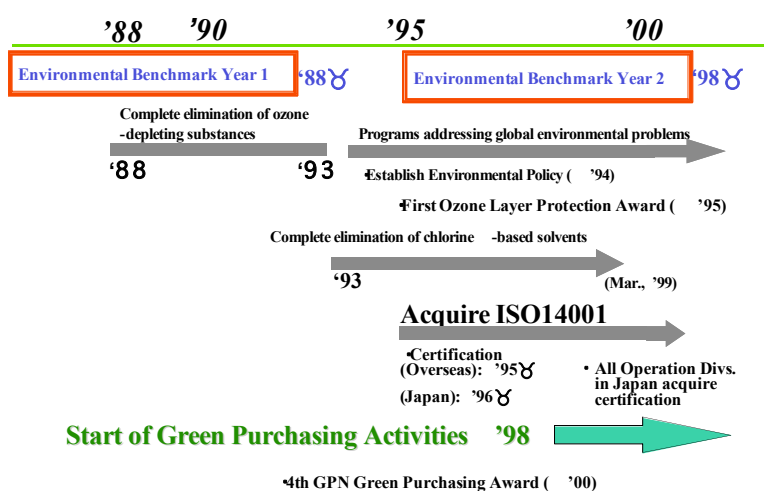 ’88 ’90 ’95 ’00
Environmental Benchmark Year 1 ‘88♉ Environmental Benchmark Year 2 ’98♉
Complete elimination of ozone
-depleting substances
Programs addressing global environmental problems
‘88 ‘93
•Establish Environmental Policy ( ’94)
•First Ozone Layer Protection Award ( ’95)
Complete elimination of chlorine -based solvents
‘93
(Mar., ’99)
Acquire ISO14001
•Certification
(Overseas): ’95♉
(Japan): ’96♉
• All Operation Divs.
in Japan acquire
certification
Start of Green Purchasing Activities ’98
•4th GPN Green Purchasing Award ( ’00)